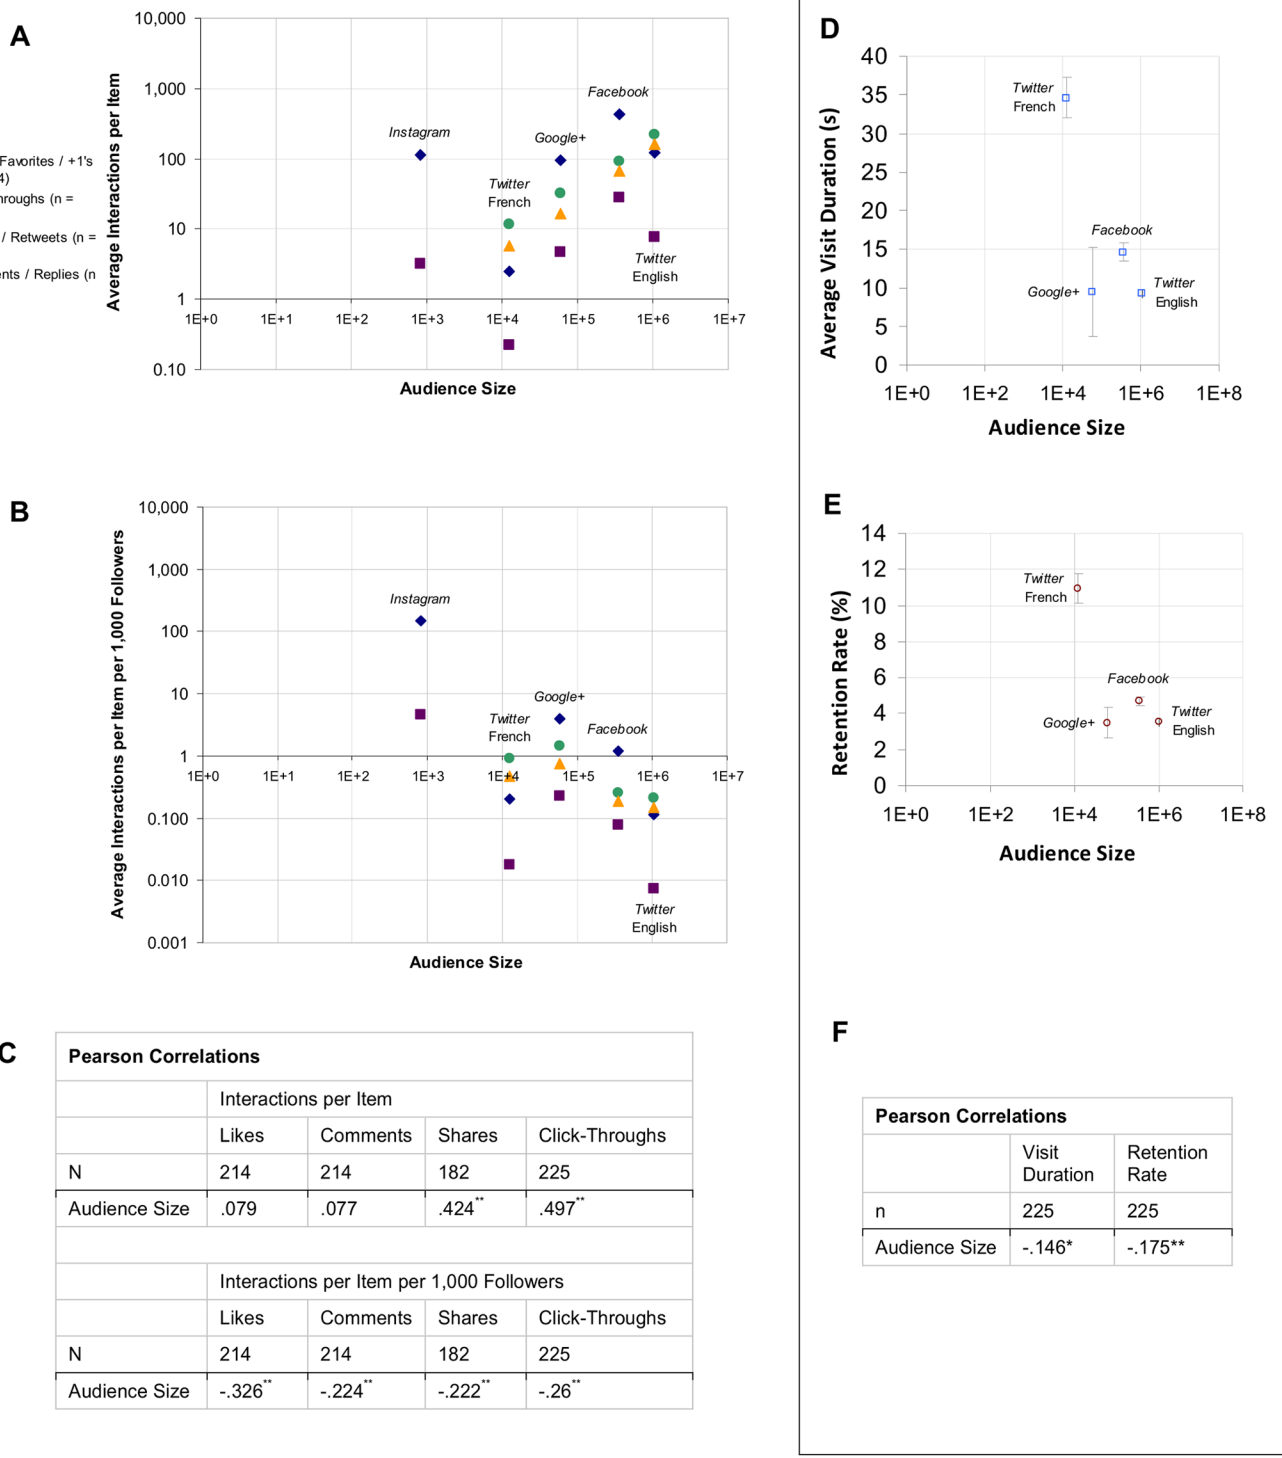 A
10,000
1,000
100
10
1
0.10
Average Interactions per Item
Favorites / +1's
4)
hroughs (n =
/ Retweets (n =
ents / Replies (n
Instagram
Twitter
French
Google+
Facebook
Twitter
English
1E+0 1E+1 1E+2 1E+3 1E+4 1E+5 1E+6 1E+7
Audience Size
B
10,000
1,000
100
10
1
0.100
0.010
0.001
Average Interactions per Item per 1,000 Followers
Instagram
Twitter
French
Google+
Facebook
Twitter
English
1E+0 1E+1 1E+2 1E+3 1E+4 1E+5 1E+6 1E+7
Audience Size
C
Pearson Correlations
Interactions per Item
Likes Comments Shares Click-Throughs
N 214 214 182 225
Audience Size .079 .077 .424** .497**
Interactions per Item per 1,000 Followers
Likes Comments Shares Click-Throughs
N 214 214 182 225
Audience Size -.326** -.224** -.222** -.26**
D
40
35
30
25
20
15
10
5
0
Average Visit Duration (s)
Twitter
French
Facebook
Google+
Twitter
English
1E+0 1E+2 1E+4 1E+6 1E+8
Audience Size
E
14
12
10
8
6
4
2
0
Retention Rate (%)
Twitter
French
Facebook
Google+
Twitter
English
1E+0 1E+2 1E+4 1E+6 1E+8
Audience Size
F
Pearson Correlations
Visit
Duration
Retention
Rate
n 225 225
Audience Size -.146* -.175**